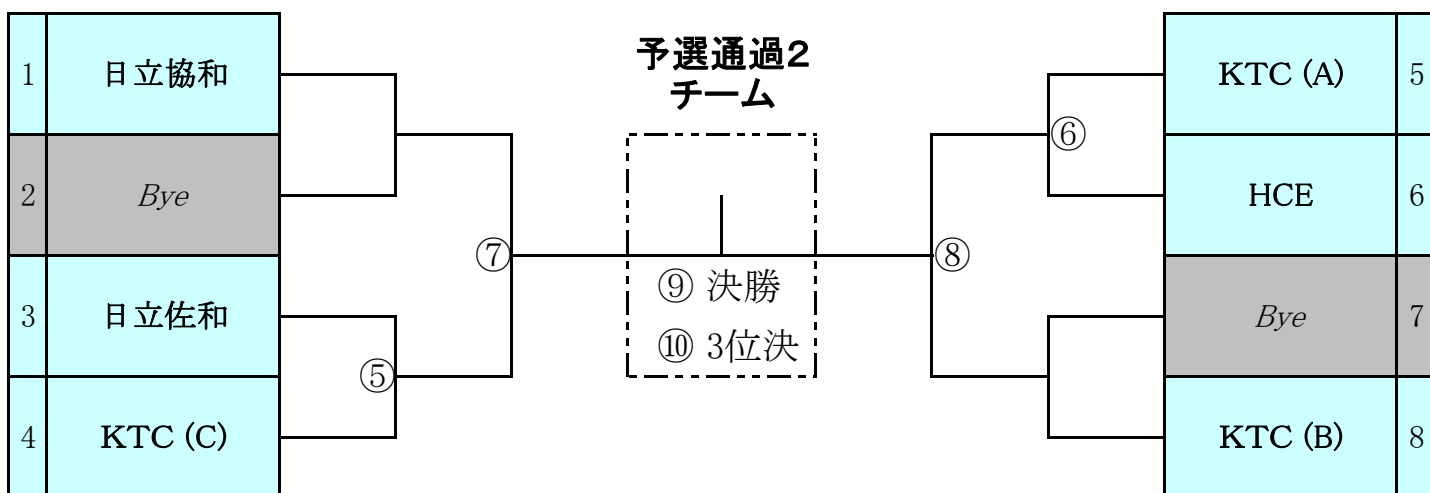 1 日立協和
2 Bye
3 日立佐和
4 KTC (C)
⑤
⑦
予選通過2
チーム
⑨ 決勝
⑩ 3位決
⑥
⑧
KTC (A) 5
HCE 6
Bye 7
KTC (B) 8